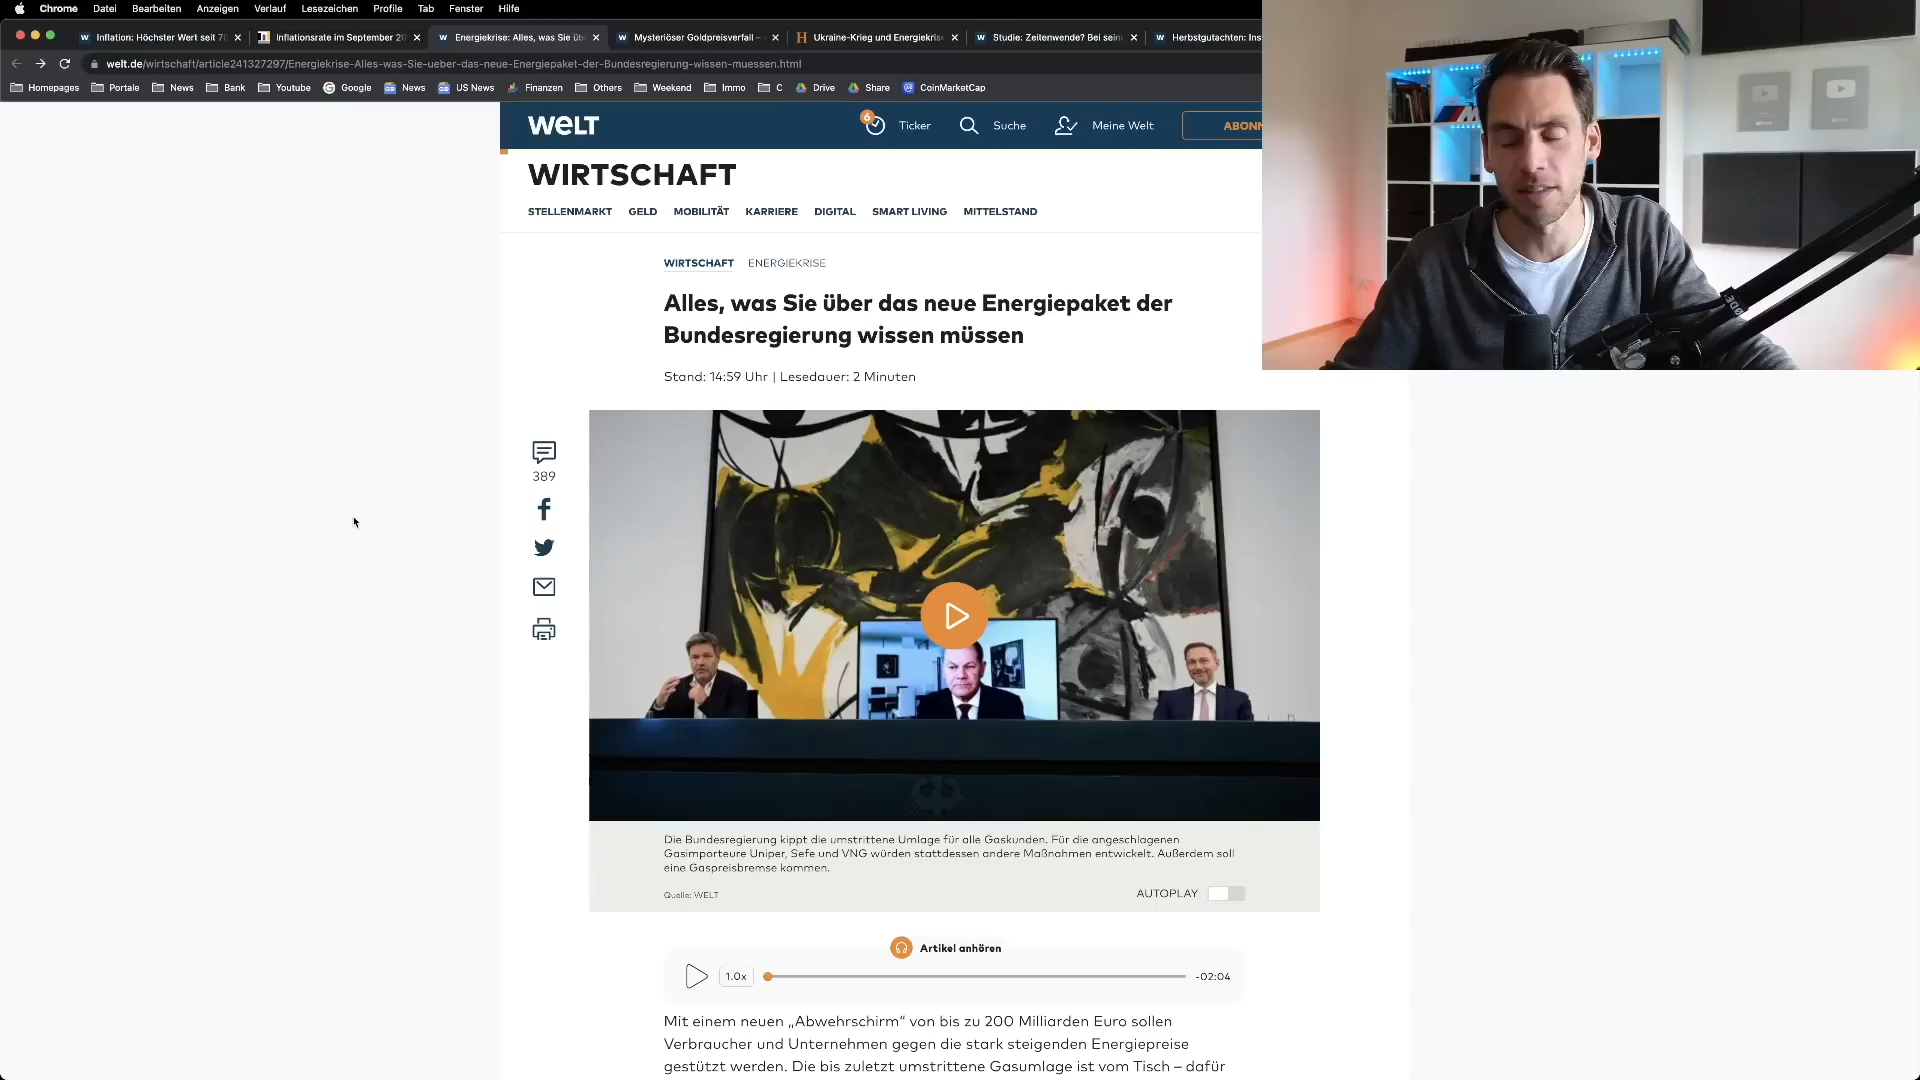 Chrome Datei Bearbeiten Anzeigen Verlauf Lesezeichen Profile Tab Fenster Hilfe
Inflation: Höchster Wert seit 70
Inflationsrate im September 20
Energiekrise: Alles, was Sie üb
Mysteriöser Goldpreisverfall –
Ukraine-Krieg und Energiekris
Studie: Zeitenwende? Bei sein
Herbstgutachten: Ins
welt.de/wirtschaft/article241327297/Energiekrise-Alles-was-Sie-ueber-das-neue-Energiepaket-der-Bundesregierung-wissen-muessen.html
Homepages Portale News Bank Youtube Google News US News Finanzen Others Weekend Immo C Drive Share CoinMarketCap
WELT
6
Ticker Suche Meine Welt ABONN
WIRTSCHAFT
STELLENMARKT GELD MOBILITÄT KARRIERE DIGITAL SMART LIVING MITTELSTAND
WIRTSCHAFT ENERGIEKRISE
Alles, was Sie über das neue Energiepaket der
Bundesregierung wissen müssen
Stand: 14:59 Uhr | Lesedauer: 2 Minuten
389
Die Bundesregierung kippt die umstrittene Umlage für alle Gaskunden. Für die angeschlagenen
Gasimporteure Uniper, Sefe und VNG würden stattdessen andere Maßnahmen entwickelt. Außerdem soll
eine Gaspreisbremse kommen.
Quelle: WELT
AUTOPLAY
Artikel anhören
1.0x
-02:04
Mit einem neuen „Abwehrschirm“ von bis zu 200 Milliarden Euro sollen
Verbraucher und Unternehmen gegen die stark steigenden Energiepreise
gestützt werden. Die bis zuletzt umstrittene Gasumlage ist vom Tisch – dafür